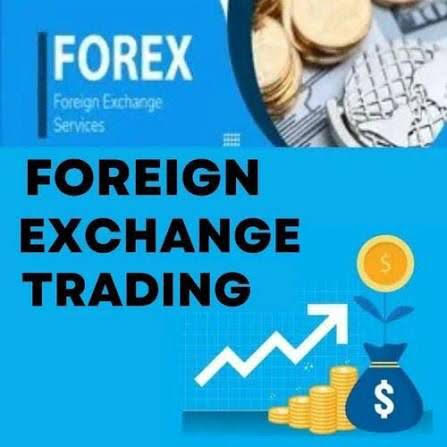 FOREX
Foreign Exchange
Services
FOREIGN
EXCHANGE
TRADING
$
$